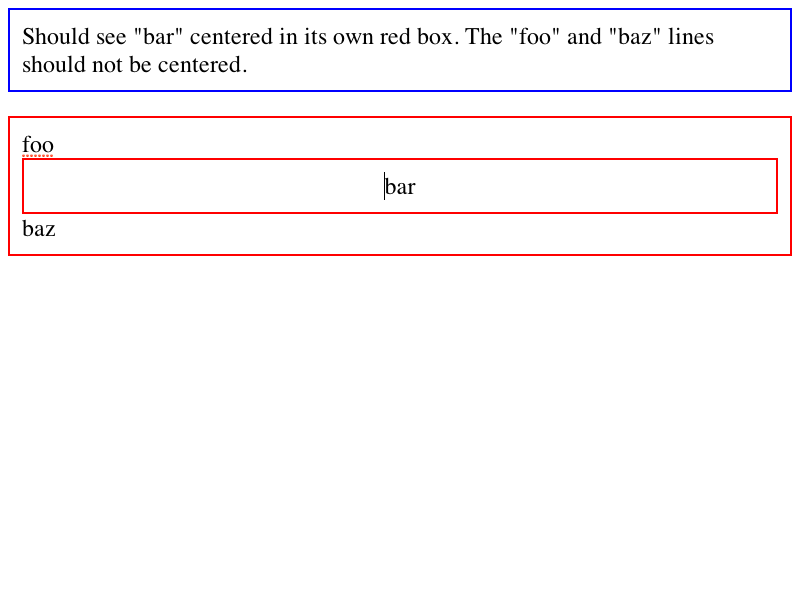 Should see "bar" centered in its own red box. The "foo" and "baz" lines
should not be centered.
foo
bar
baz